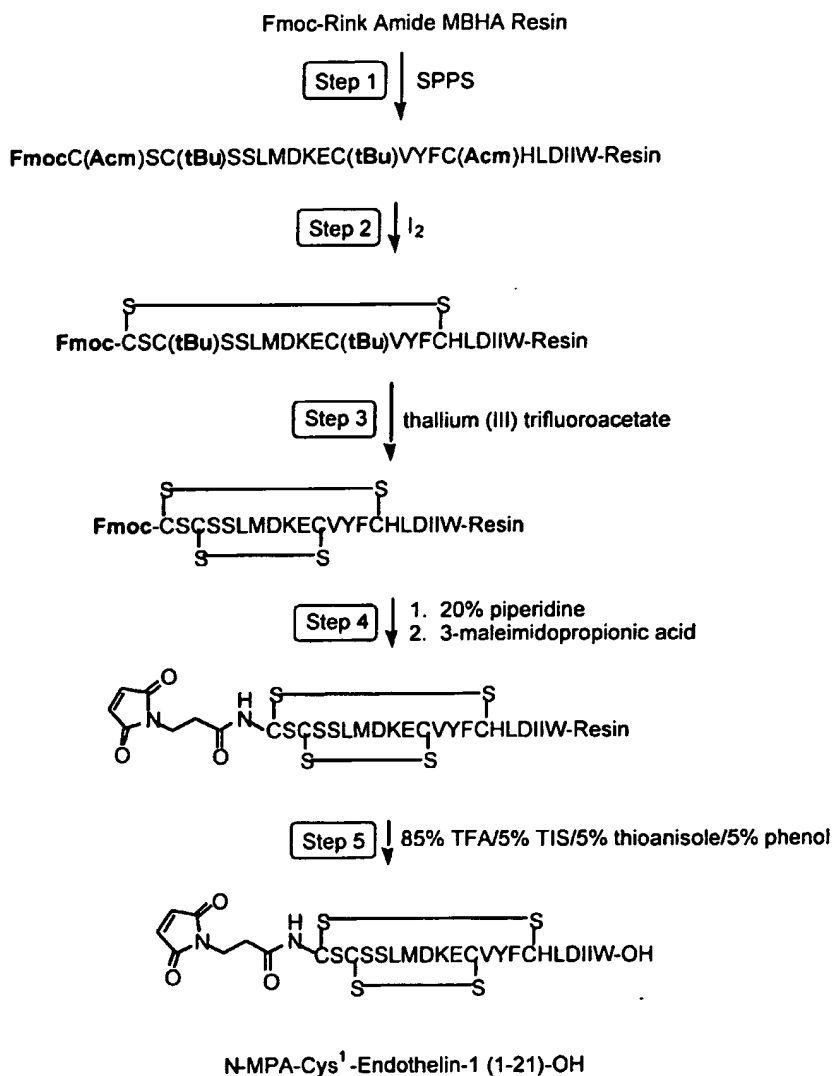 Fmoc-Rink Amide MBHA Resin
Step 1
SPPS
FmocC(Acm)SC(tBu)SSLMDKEC(tBu)VYFC(Acm)HLDIIW-Resin
Step 2
I2
S S
Fmoc-CSC(tBu)SSLMDKEC(tBu)VYFCHLDIIW-Resin
Step 3
thallium (III) trifluoroacetate
S S
Fmoc-CSCSSLMDKECVYFCHLDIIW-Resin
S S
Step 4
1. 20% piperidine
2. 3-maleimidopropionic acid
O H S S
N N CSCSSLMDKECVYFCHLDIIW-Resin
O O S S
Step 5
85% TFA/5% TIS/5% thioanisole/5% phenol
O H S S
N N CSCSSLMDKECVYFCHLDIIW-OH
O O S S
N-MPA-Cys1-Endothelin-1 (1-21)-OH